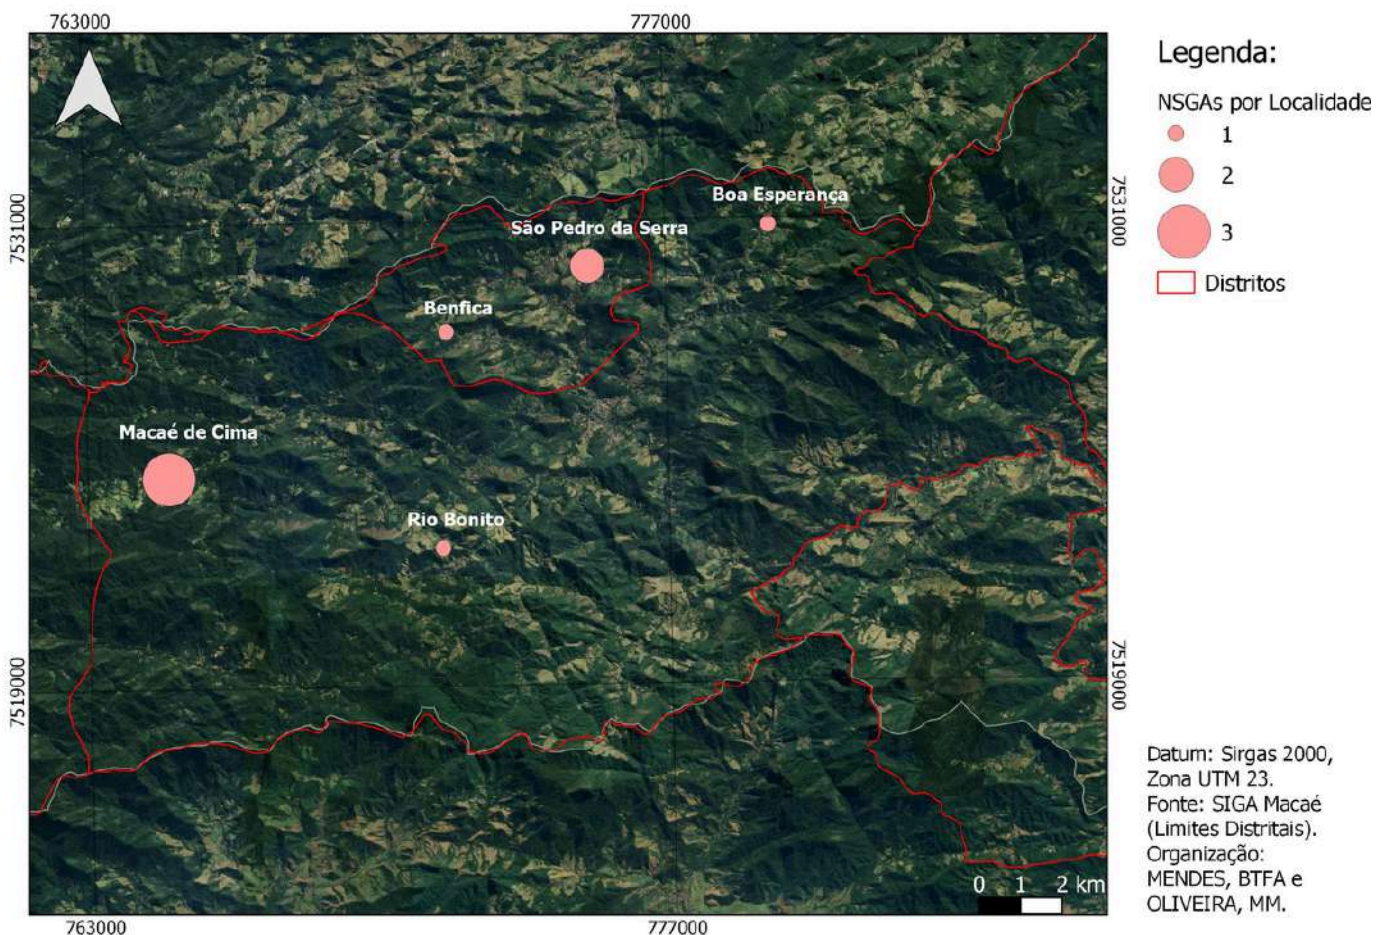 763000
777000
Legenda:
NSGAs por Localidade
1
2
3
Distritos
7531000
7531000
Boa Esperança
São Pedro da Serra
Benfica
Macaé de Cima
Rio Bonito
7519000
7519000
Datum: Sirgas 2000,
Zona UTM 23.
Fonte: SIGA Macaé
(Limites Distritais).
Organização:
MENDES, BTFA e
OLIVEIRA, MM.
0 1 2 km
763000
777000